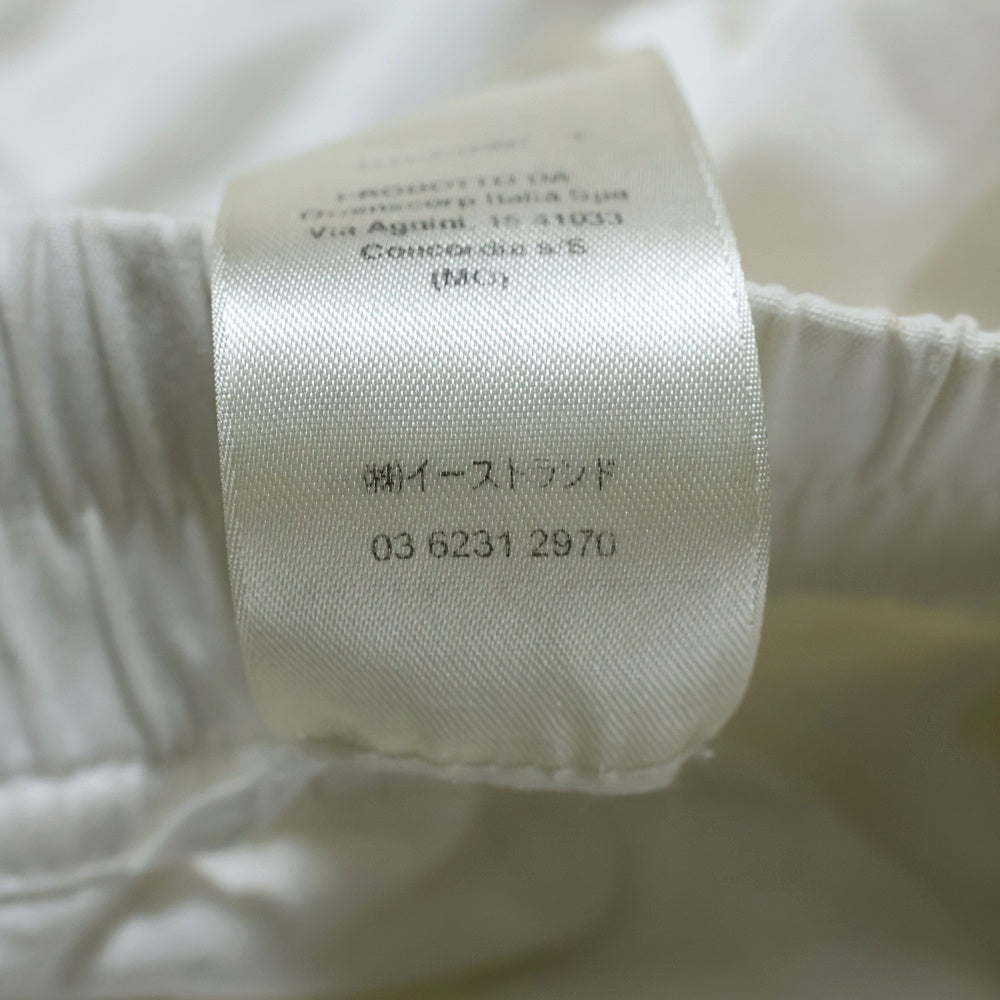 PRODOTTO DA
Owenscorp Italia Spa
Via Agnini, 15 41033
Concordia s/S
(MO)
㈱イーストランド
03 6231 2970